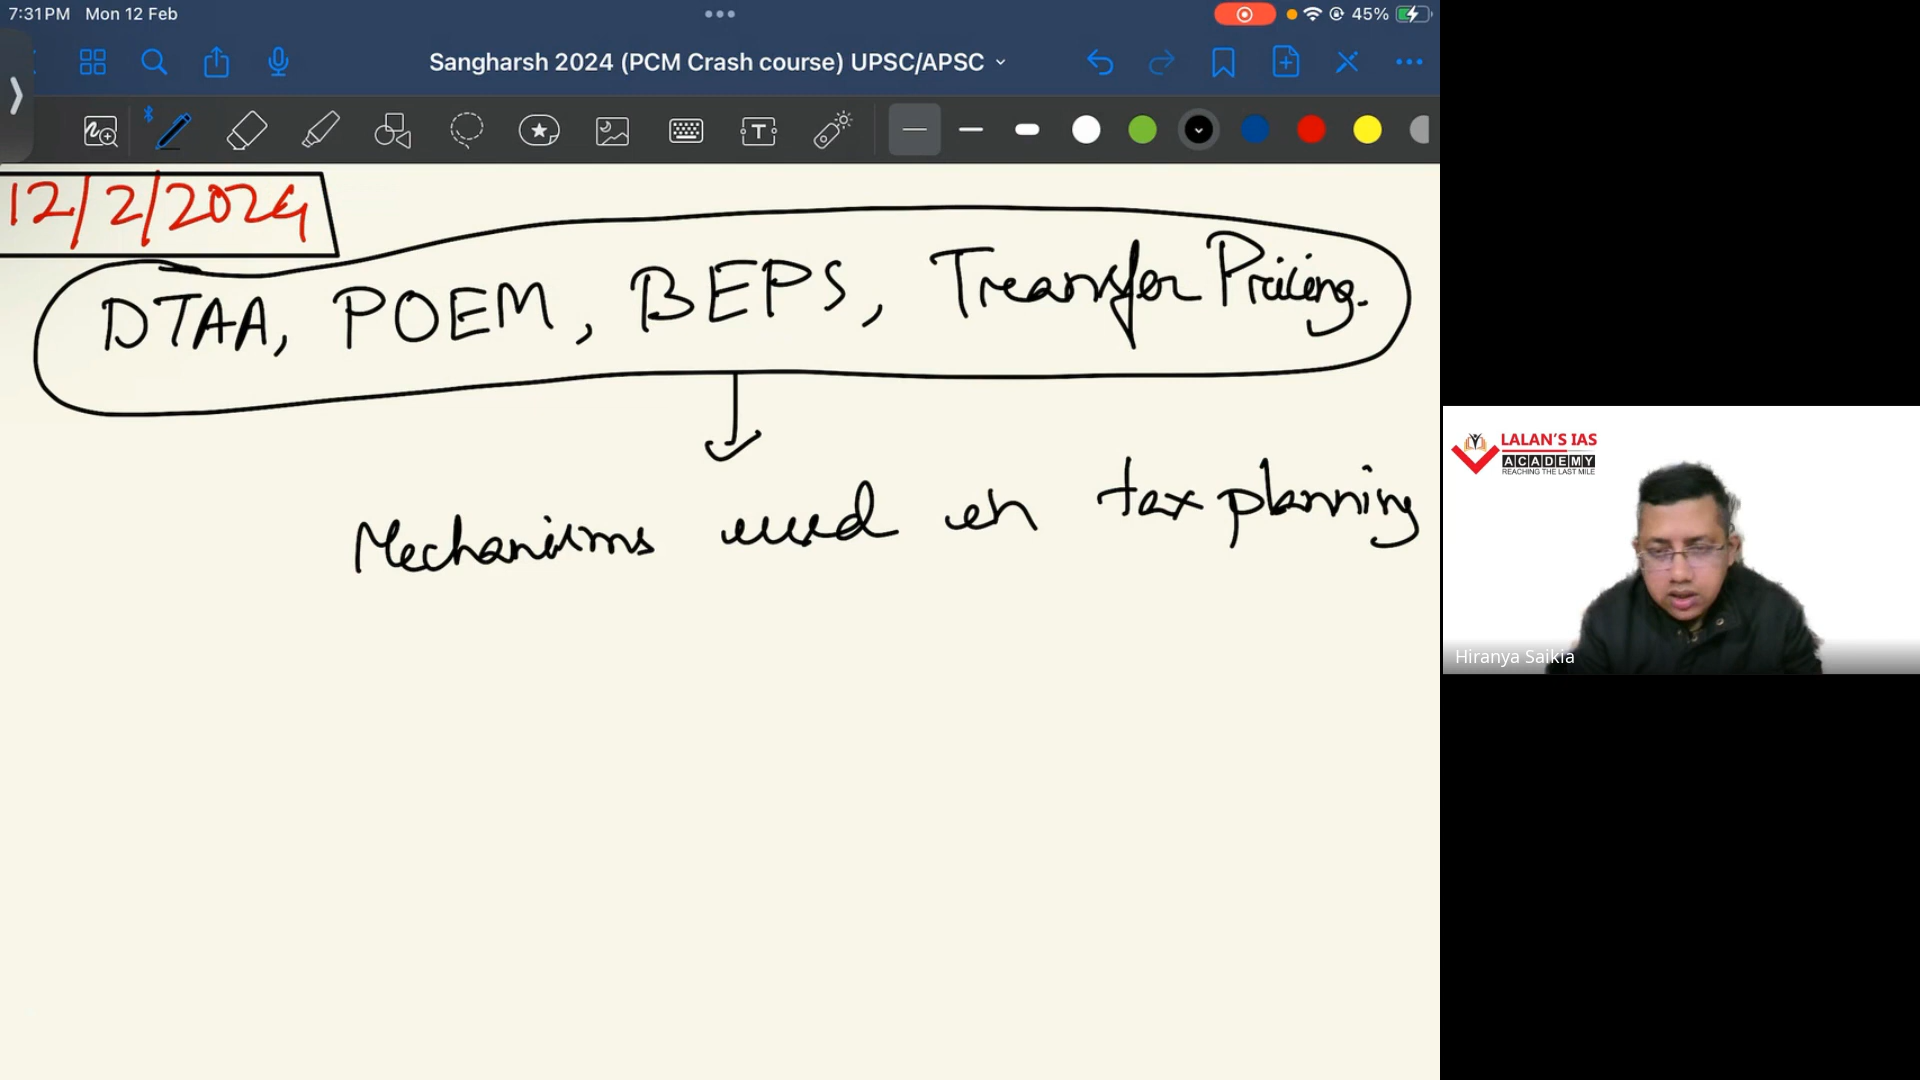 7:31PM Mon 12 Feb
45%
Sangharsh 2024 (PCM Crash course) UPSC/APSC
12/2/2024
DTAA, POEM, BEPS, Transfer Pricing.
Mechanisms used in tax planning
LALAN'S IAS
ACADEMY
REACHING THE LAST MILE
Hiranya Saikia